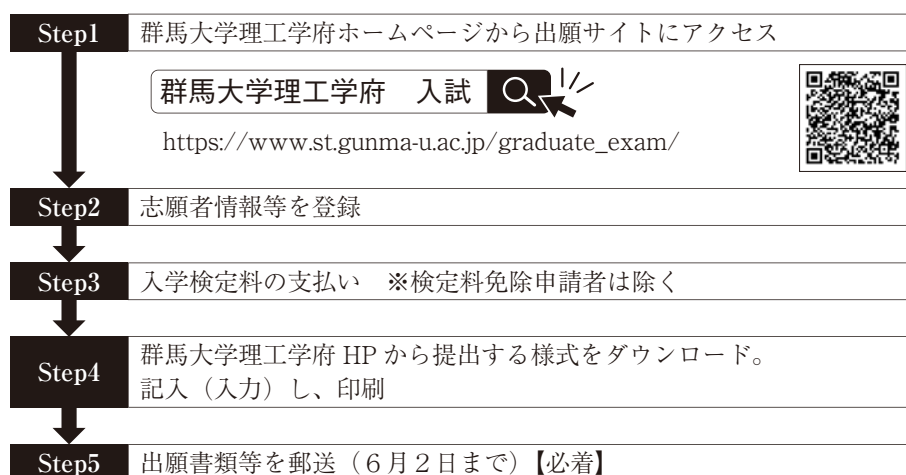 Step1 群馬大学理工学府ホームページから出願サイトにアクセス
群馬大学理工学府　入試
https://www.st.gunma-u.ac.jp/graduate_exam/
Step2 志願者情報等を登録
Step3 入学検定料の支払い　※検定料免除申請者は除く
Step4 群馬大学理工学府 HP から提出する様式をダウンロード。
記入（入力）し、印刷
Step5 出願書類等を郵送（６月２日まで）【必着】